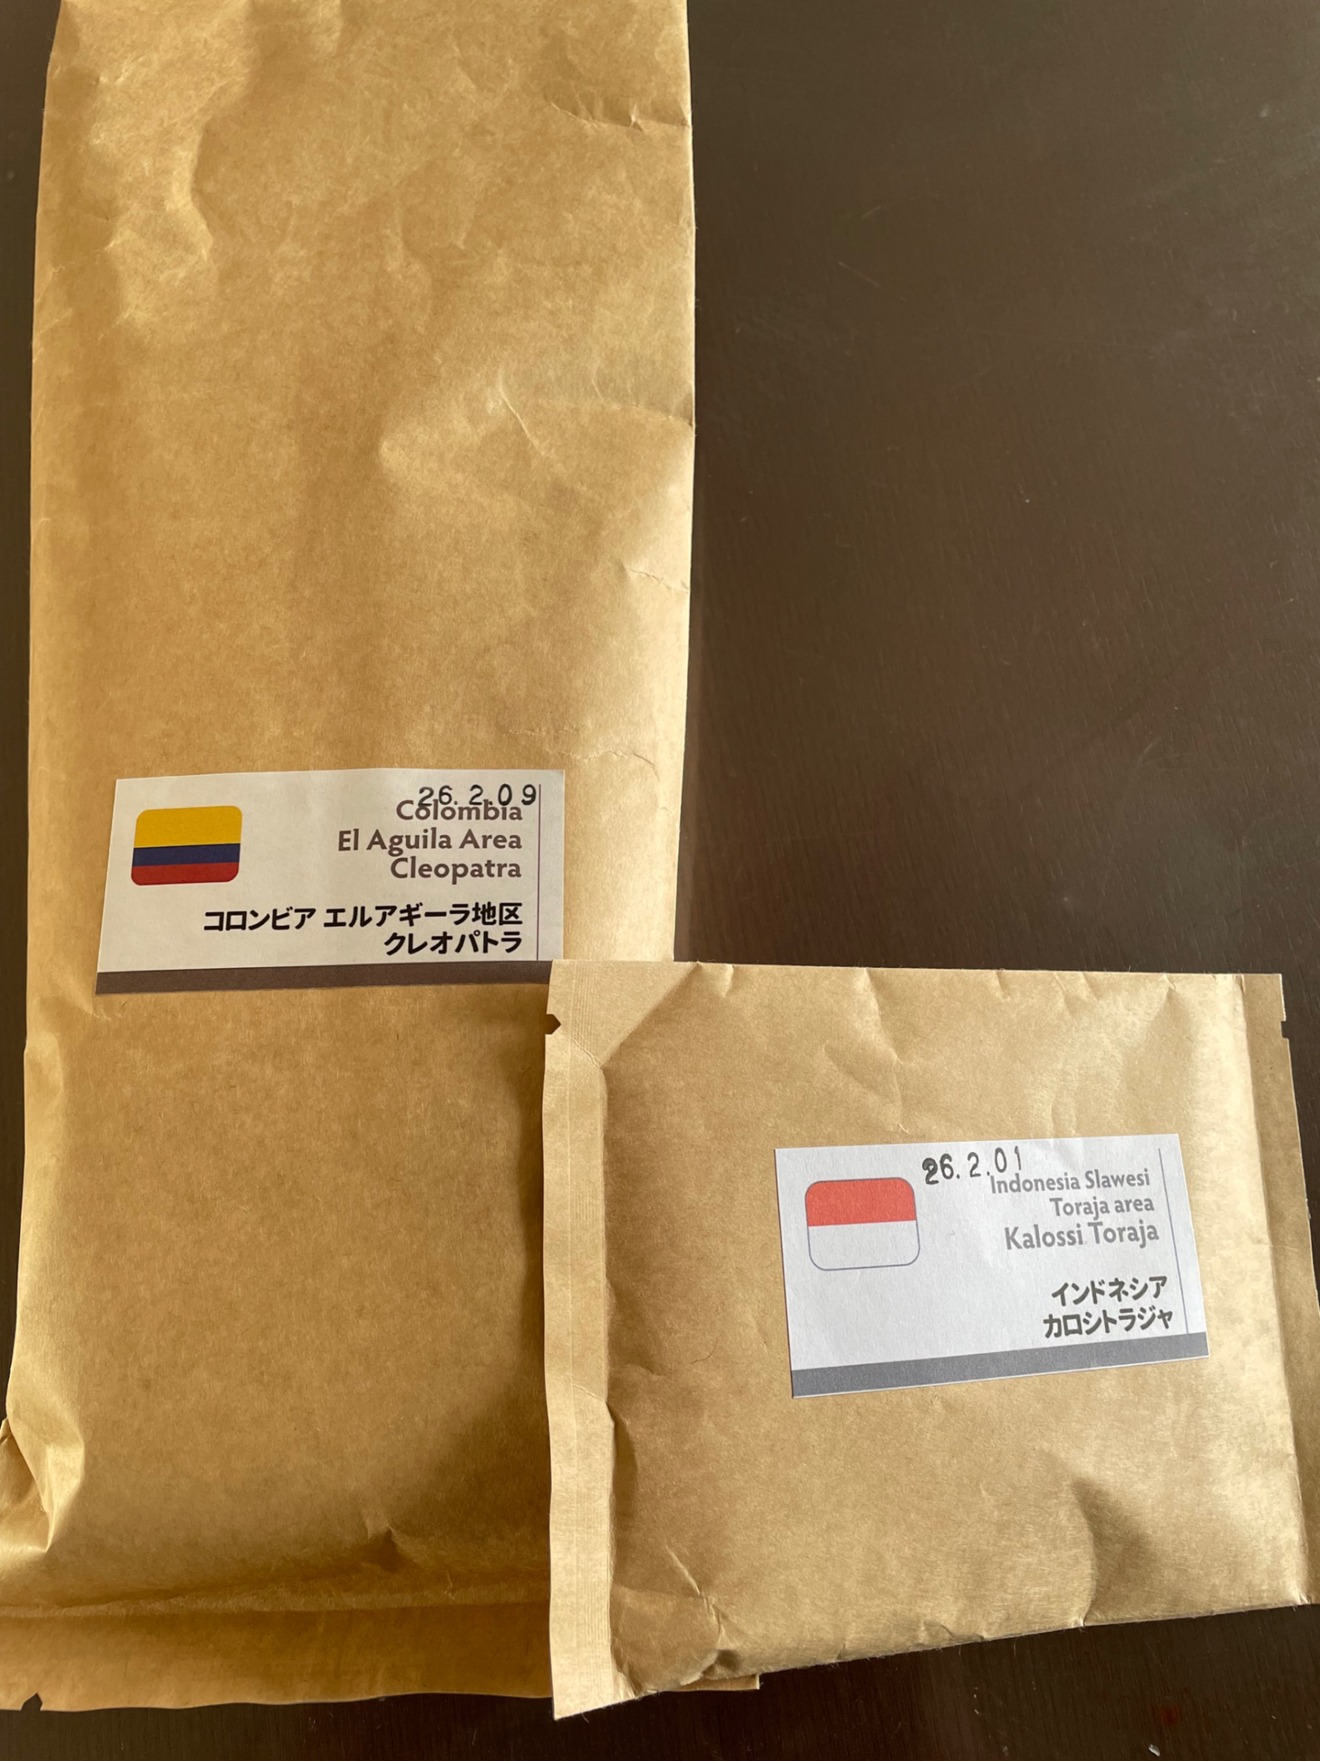 26.2.09
Colombia
El Aguila Area
Cleopatra
コロンビア エルアギーラ地区
クレオパトラ
26.2.01
Indonesia Slawesi
Toraja area
Kalossi Toraja
インドネシア
カロシトラジャ